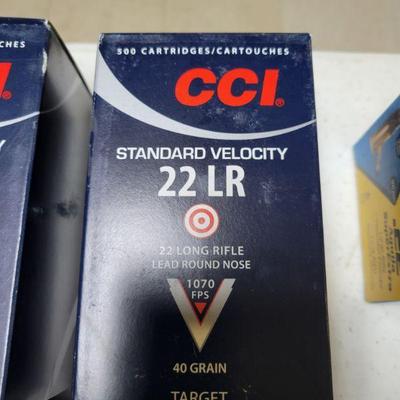 CHES
500 CARTRIDGES/CARTOUCHES
CCI®
STANDARD VELOCITY
22 LR
22 LONG RIFLE
LEAD ROUND NOSE
1070
FPS
40 GRAIN
TARGET